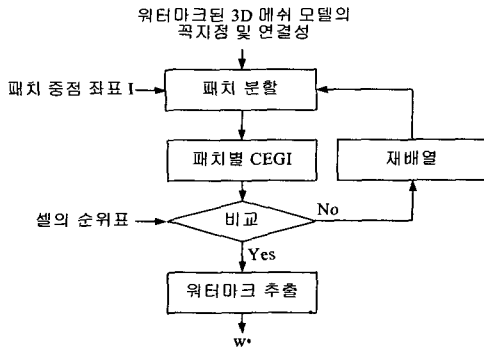 워터마크된 3D 메쉬 모델의
꼭지점 및 연결성
패치 중점 좌표 I
패치 분할
패치별 CEGI
재배열
셀의 순위표
비교
No
Yes
워터마크 추출
w*